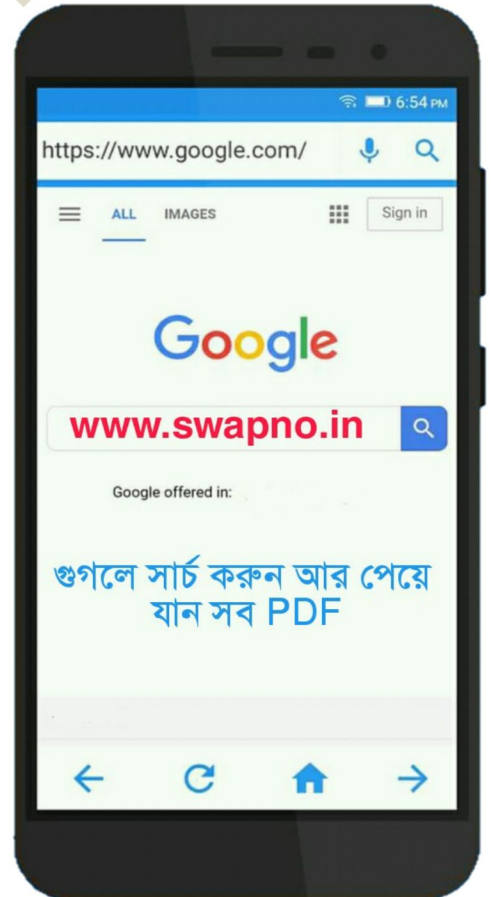 6:54 PM
https://www.google.com/
ALL IMAGES Sign in
Google
www.swapno.in
Google offered in:
গুগলে সার্চ করুন আর পেয়ে
যান সব PDF